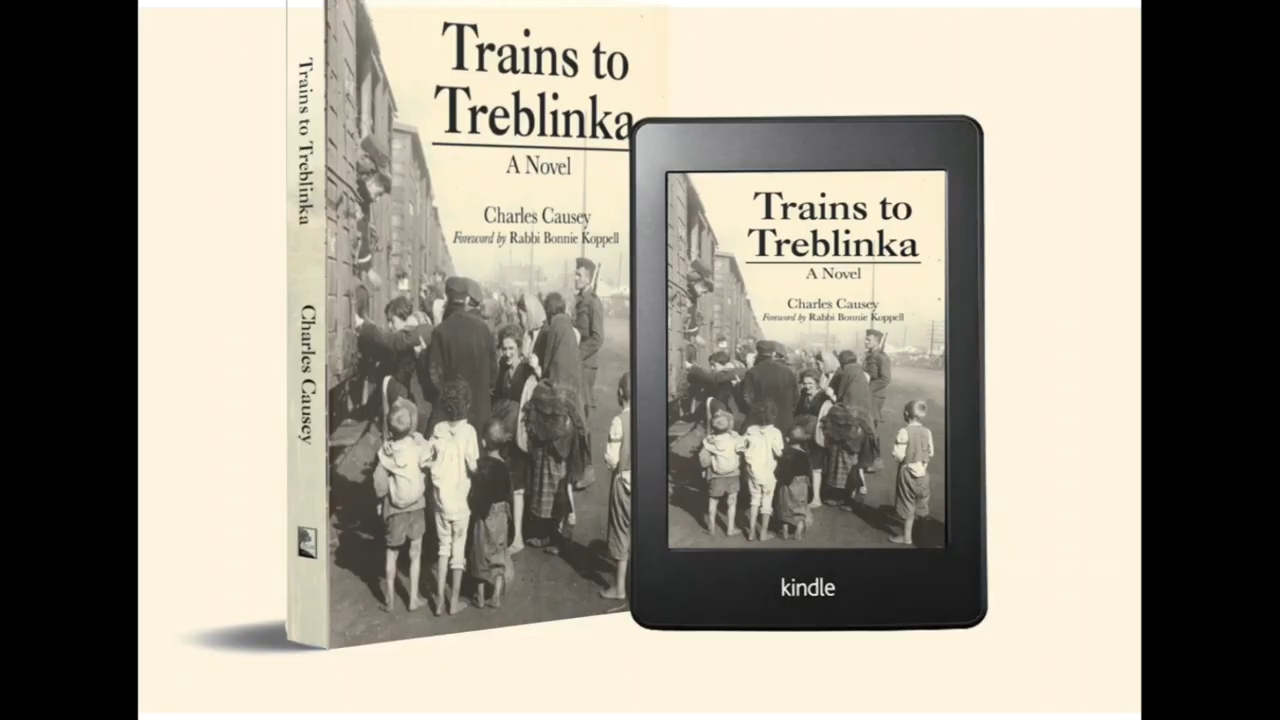 Trains to Treblinka
Charles Causey
Trains to
Treblinka
A Novel
Charles Causey
Foreword by Rabbi Bonnie Koppell
Trains to
Treblinka
A Novel
Charles Causey
Foreword by Rabbi Bonnie Koppell
kindle